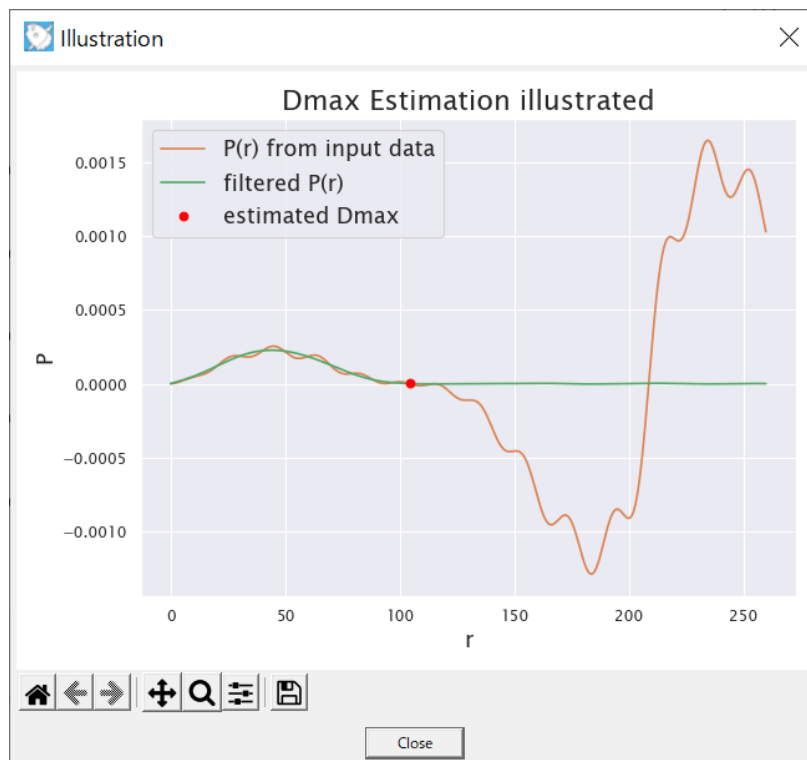 Illustration
Dmax Estimation illustrated
P(r) from input data
filtered P(r)
estimated Dmax
0.0015
0.0010
0.0005
0.0000
−0.0005
−0.0010
P
0 50 100 150 200 250
r
Close